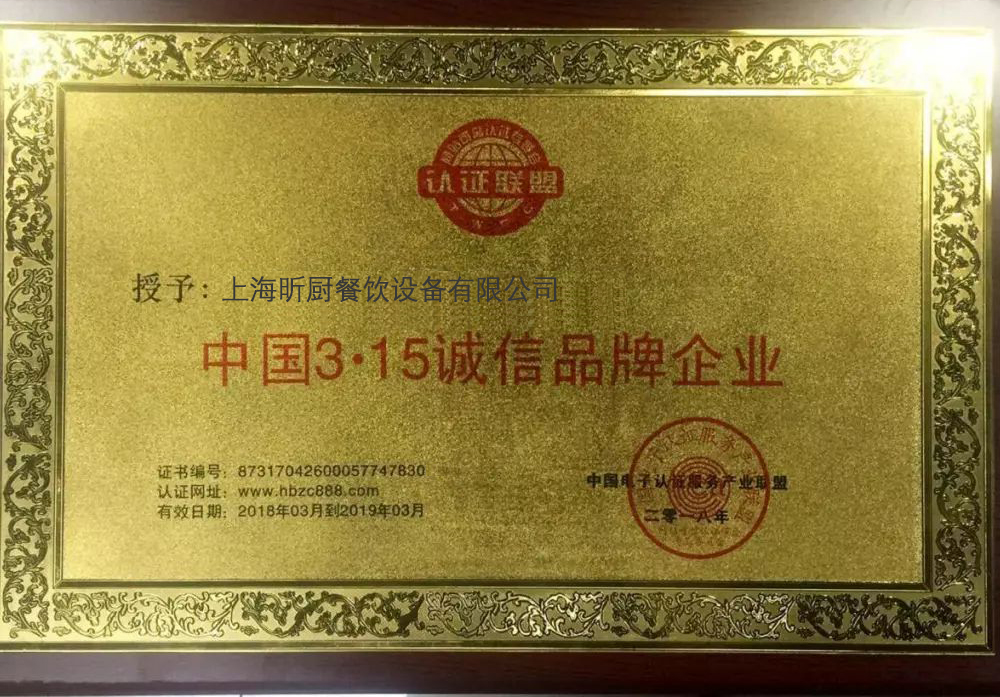 认证联盟
授予：上海昕厨餐饮设备有限公司
中国3·15诚信品牌企业
证书编号：87317042600057747830
认证网址：www.hbzc888.com
有效日期：2018年03月到2019年03月
中国电子认证服务产业联盟
二零一八年